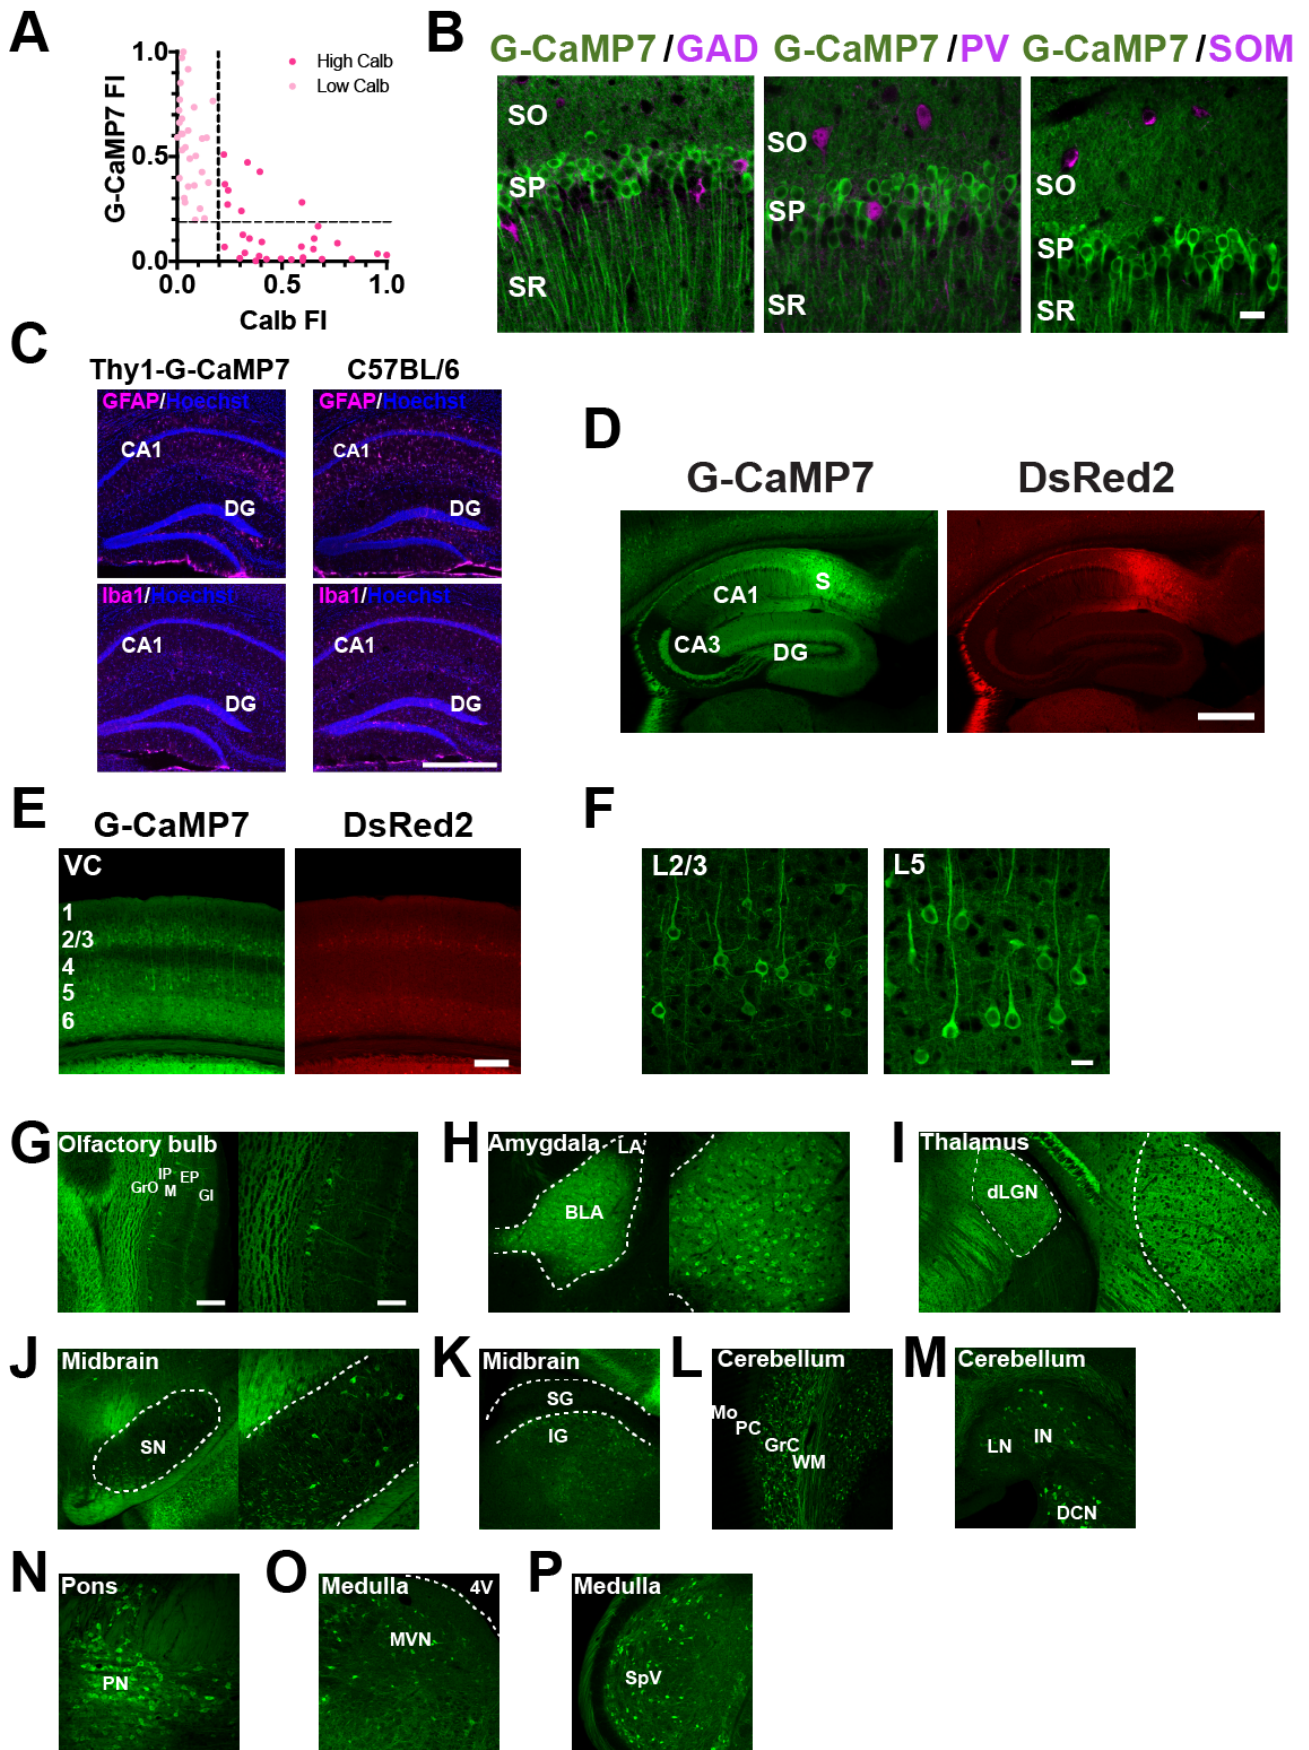 A
1.0
0.5
0.0
G-CaMP7 FI
High Calb
Low Calb
0.0 0.5 1.0
Calb FI
B
G-CaMP7 /GAD G-CaMP7 /PV G-CaMP7 /SOM
SO
SP
SR
SO
SP
SR
SO
SP
SR
C
Thy1-G-CaMP7 C57BL/6
GFAP/Hoechst
CA1
DG
GFAP/Hoechst
CA1
DG
Iba1/Hoechst
CA1
DG
Iba1/Hoechst
CA1
DG
D
G-CaMP7 DsRed2
S
CA1
CA3
DG
E
G-CaMP7 DsRed2
VC
1
2/3
4
5
6
F
L2/3
L5
G
Olfactory bulb
GrO IP M EP Gl
H
Amygdala
LA
BLA
I
Thalamus
dLGN
J
Midbrain
SN
K
Midbrain
SG
IG
L
Cerebellum
Mo
PC
GrC
WM
M
Cerebellum
LN
IN
DCN
N
Pons
PN
O
Medulla
4V
MVN
P
Medulla
SpV